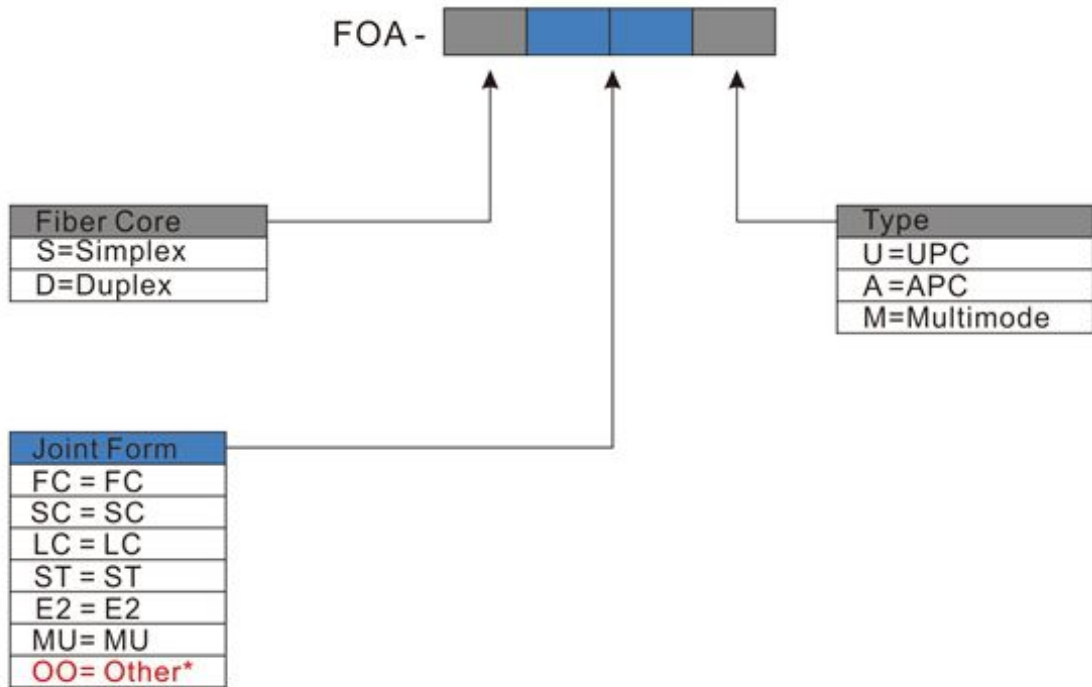 FOA -
Fiber Core
S=Simplex
D=Duplex
Type
U=UPC
A=APC
M=Multimode
Joint Form
FC = FC
SC = SC
LC = LC
ST = ST
E2 = E2
MU= MU
OO= Other*